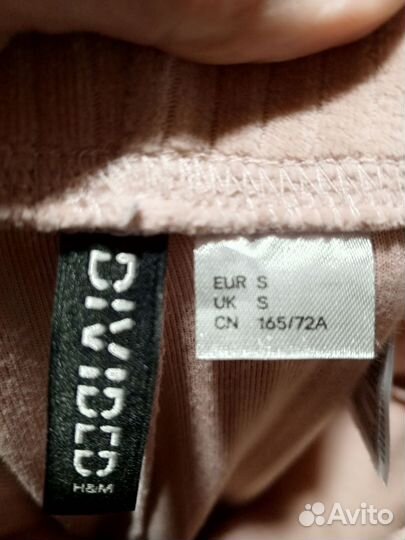 DIVIDED
H&M
EUR S
UK S
CN 165/72A
Avito